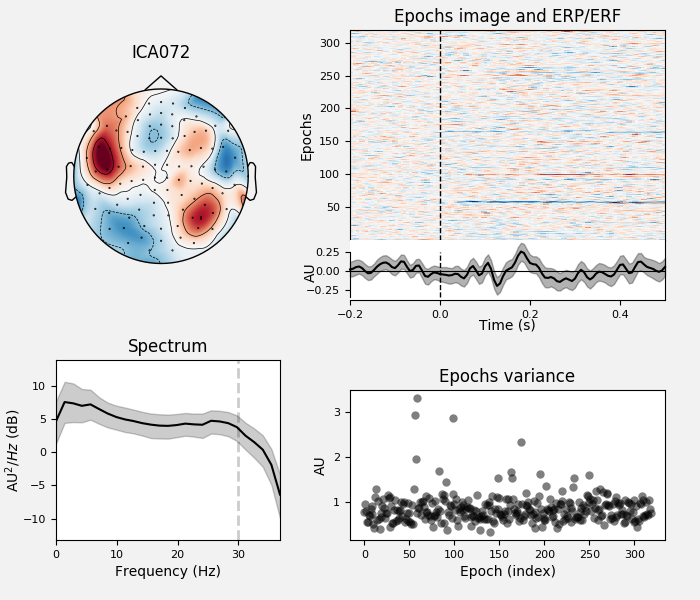 ICA072
Epochs image and ERP/ERF
Epochs
300
250
200
150
100
50
AU
0.25
0.00
−0.25
−0.2
0.0
0.2
0.4
Time (s)
Spectrum
AU²/Hz (dB)
10
5
0
−5
−10
0
10
20
30
Frequency (Hz)
Epochs variance
AU
3
2
1
0
50
100
150
200
250
300
Epoch (index)